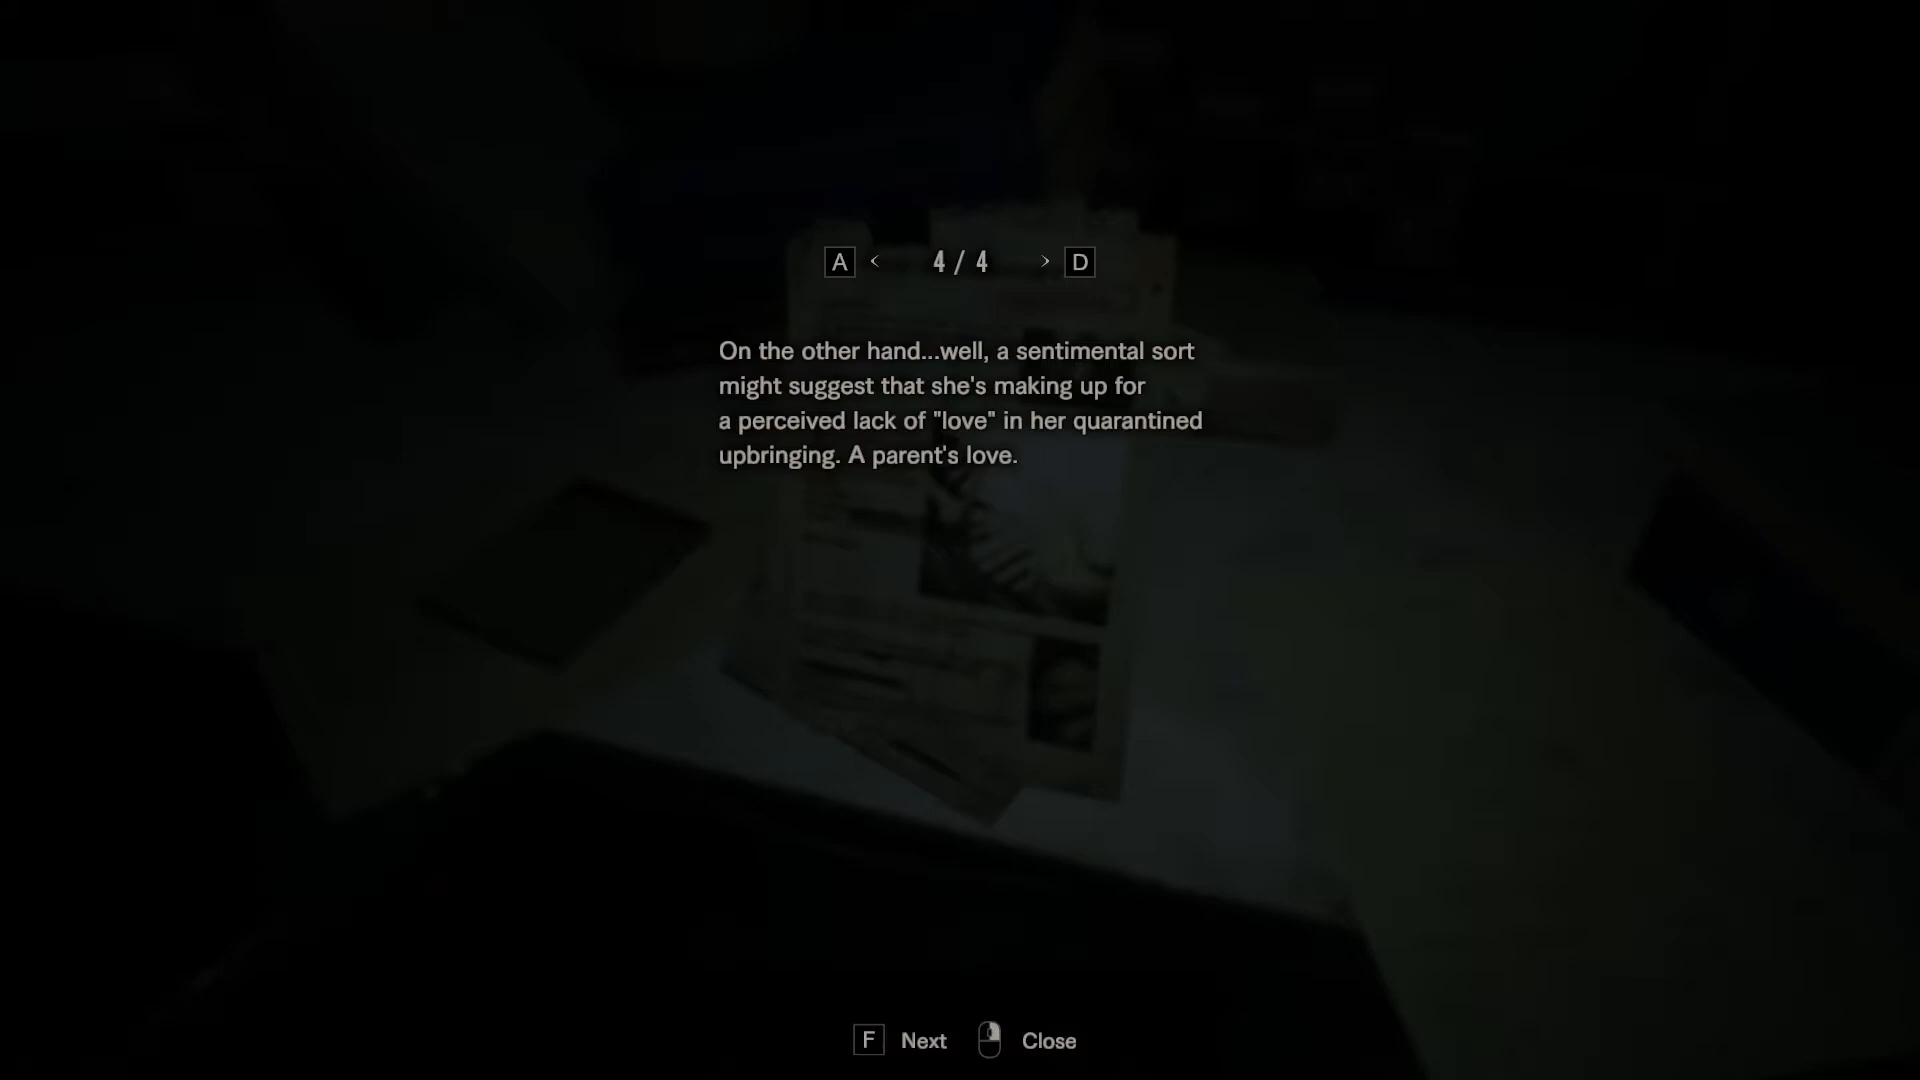 A < 4 / 4 > D
On the other hand...well, a sentimental sort
might suggest that she's making up for
a perceived lack of "love" in her quarantined
upbringing. A parent's love.
F Next Close